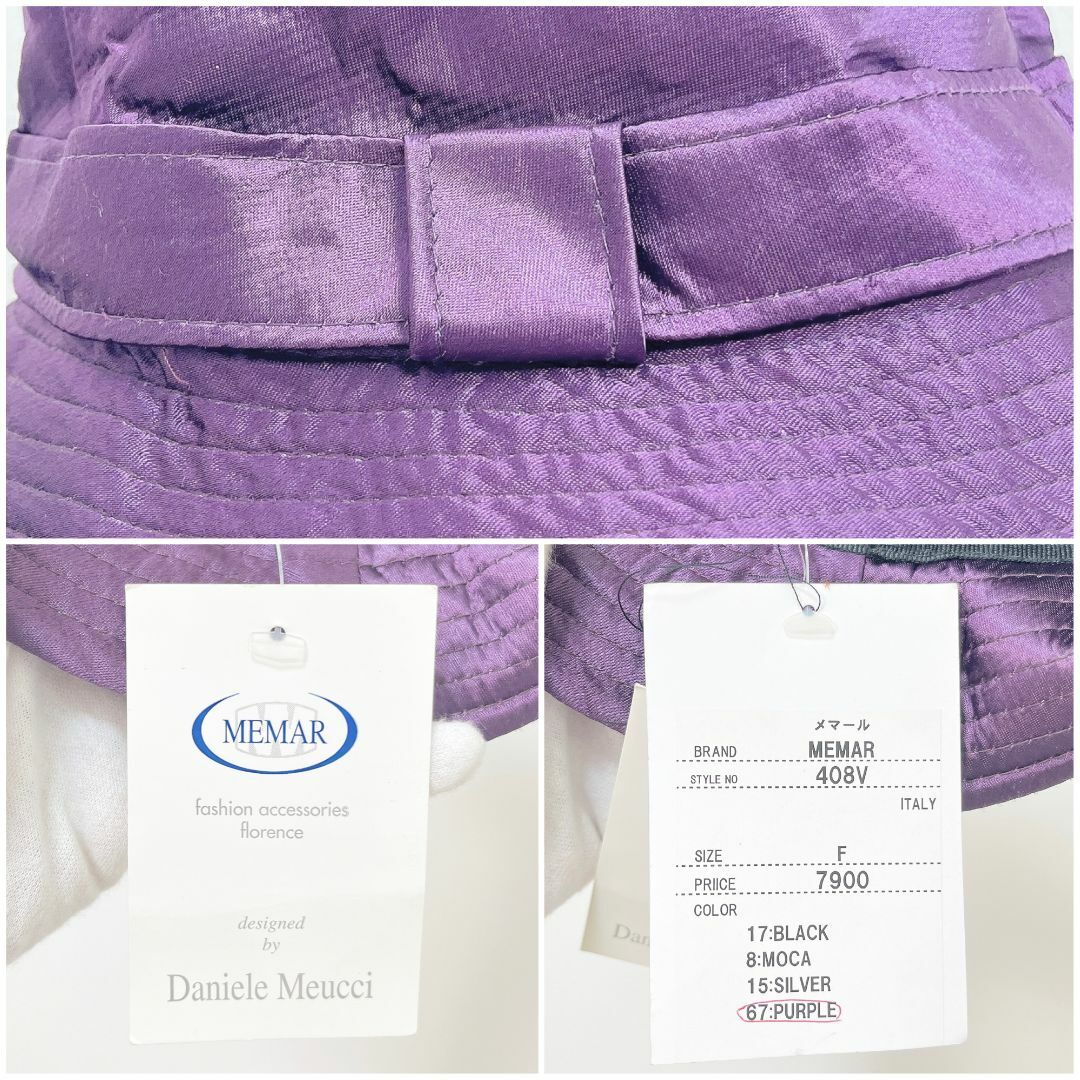 MEMAR
fashion accessories
florence
designed
by
Daniele Meucci
メマール
BRAND MEMAR
STYLE NO 408V
ITALY
SIZE F
PRIICE 7900
COLOR
17:BLACK
8:MOCA
15:SILVER
67:PURPLE
Dan